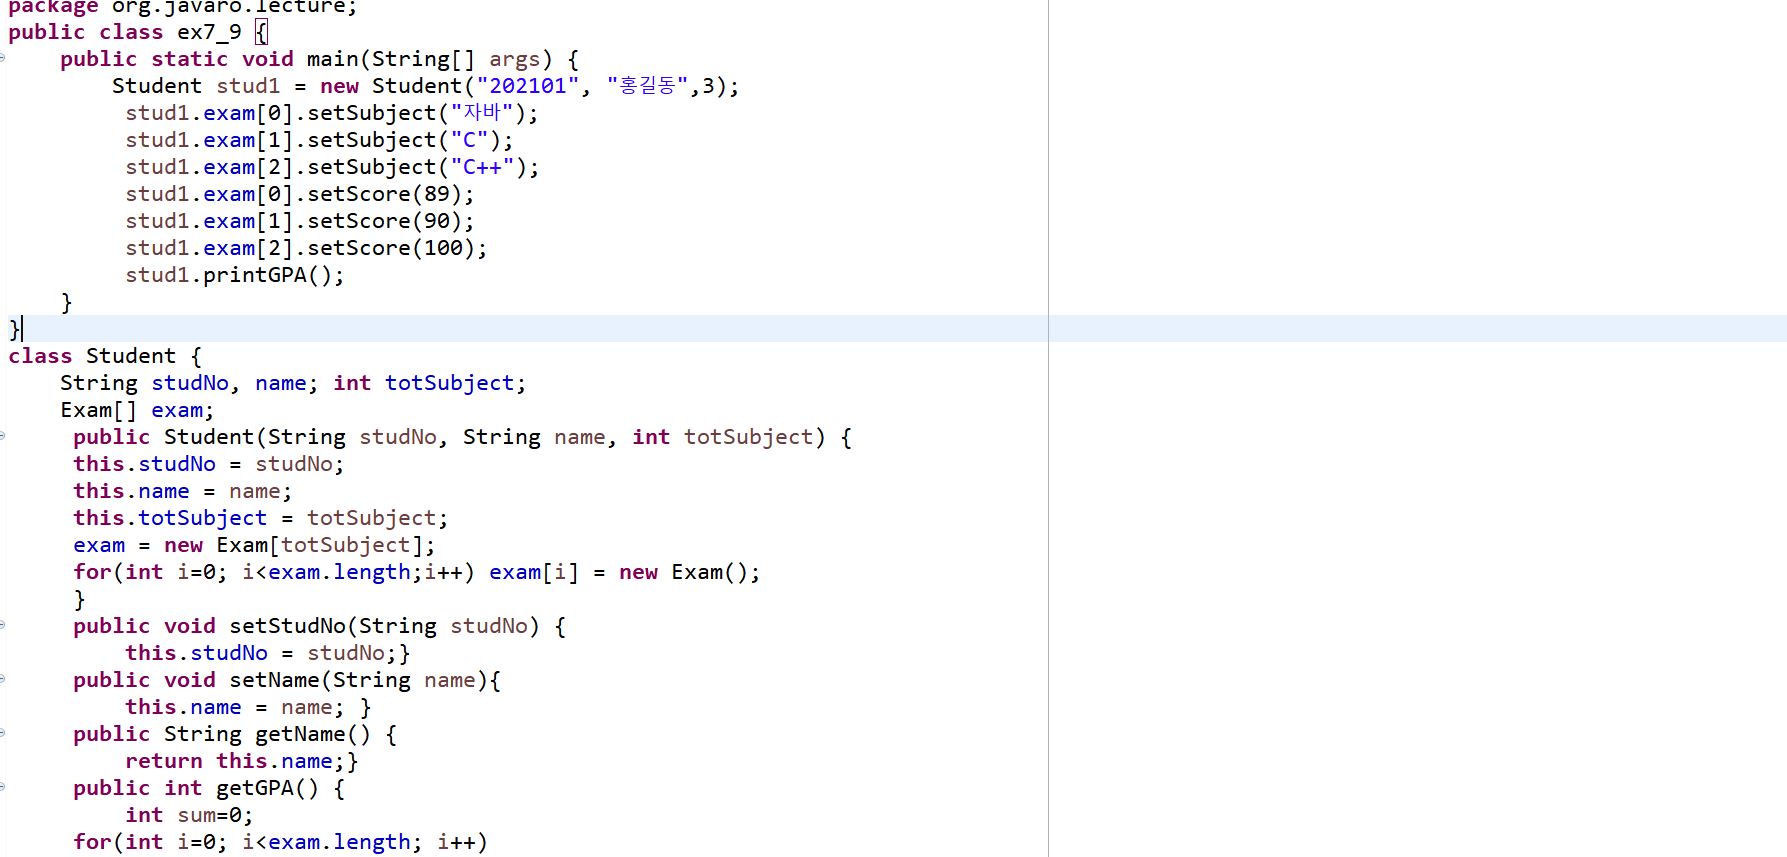 package org.javaro.lecture;
public class ex7_9 {
    public static void main(String[] args) {
        Student stud1 = new Student("202101", "홍길동",3);
         stud1.exam[0].setSubject("자바");
         stud1.exam[1].setSubject("C");
         stud1.exam[2].setSubject("C++");
         stud1.exam[0].setScore(89);
         stud1.exam[1].setScore(90);
         stud1.exam[2].setScore(100);
         stud1.printGPA();
    }
}
class Student {
    String studNo, name; int totSubject;
    Exam[] exam;
     public Student(String studNo, String name, int totSubject) {
     this.studNo = studNo;
     this.name = name;
     this.totSubject = totSubject;
     exam = new Exam[totSubject];
     for(int i=0; i<exam.length;i++) exam[i] = new Exam();
     }
     public void setStudNo(String studNo) {
         this.studNo = studNo;}
     public void setName(String name){
         this.name = name; }
     public String getName() {
         return this.name;}
     public int getGPA() {
         int sum=0;
     for(int i=0; i<exam.length; i++)